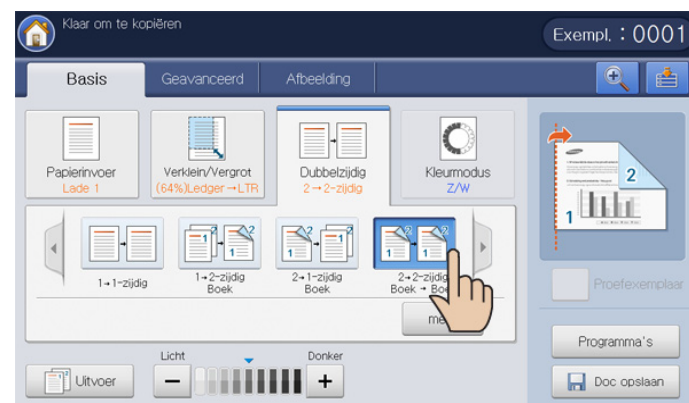 Klaar om te kopiëren
Exempl. : 0001
Basis
Geavanceerd
Afbeelding
Papierinvoer
Lade 1
Verklein/Vergrot
(64%)Ledger→LTR
Dubbelzijdig
2→2-zijdig
Kleurmodus
Z/W
1→1-zijdig
1→2-zijdig
Boek
2→1-zijdig
Boek
2→2-zijdig
Boek → Bo
me
1
2
Proefexemplaar
Licht
Donker
Uitvoer
Programma's
Doc opslaan